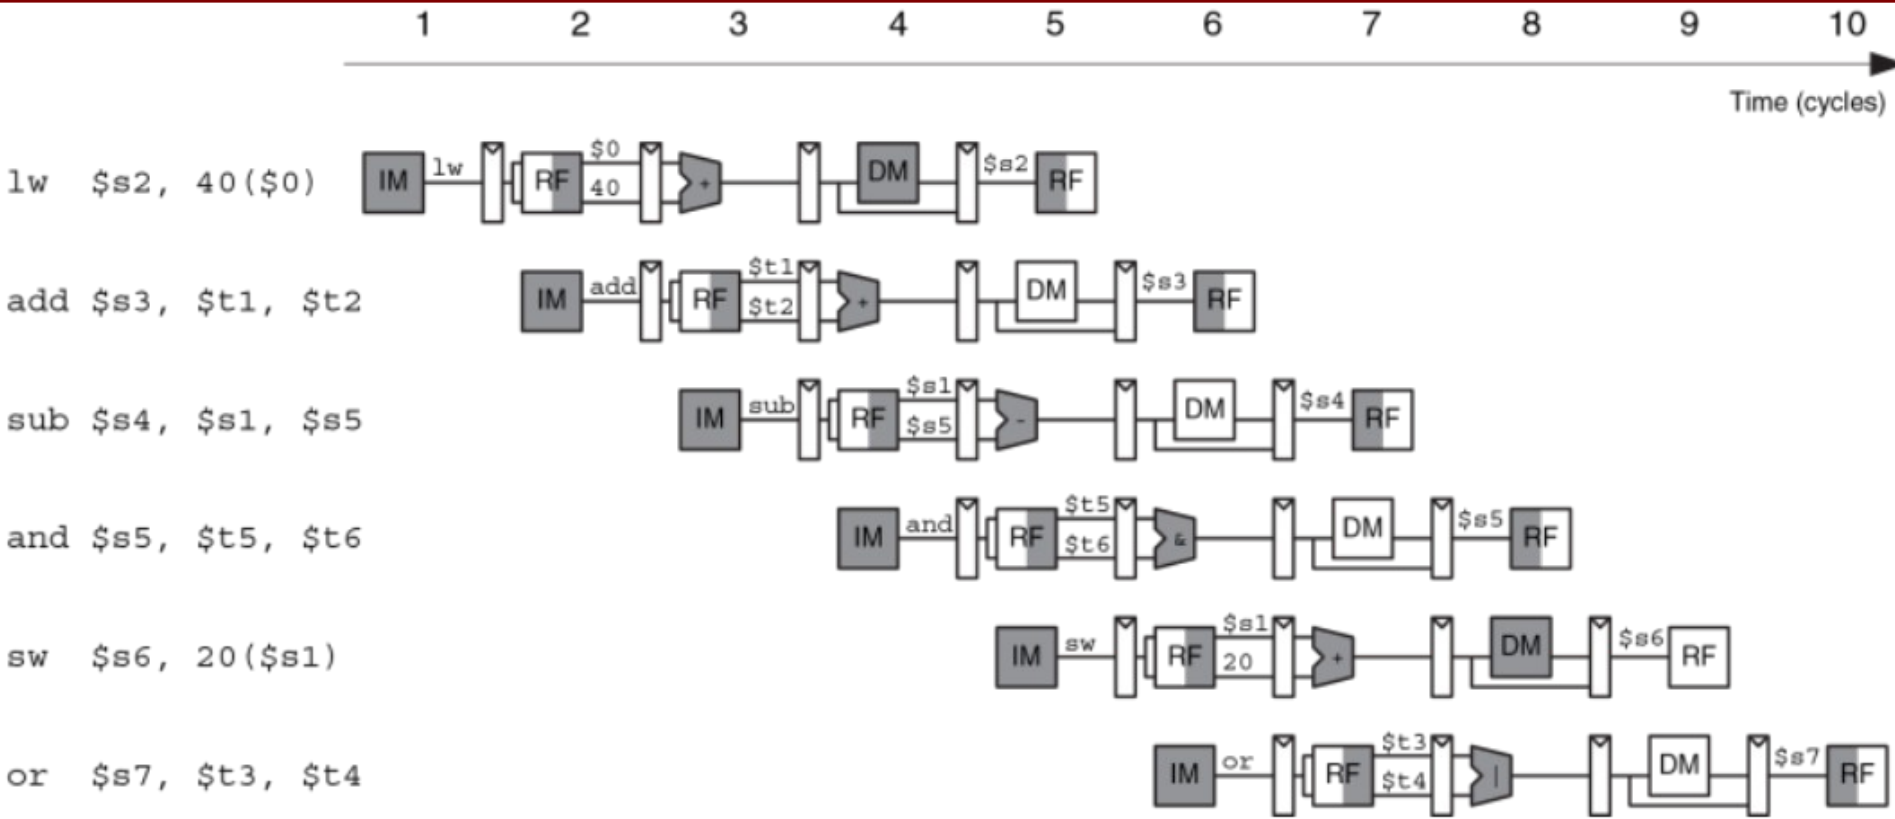 1 2 3 4 5 6 7 8 9 10
Time (cycles)
lw $s2, 40($0) IM lw RF $0 40 + DM $s2 RF
add $s3, $t1, $t2 IM add RF $t1 $t2 + DM $s3 RF
sub $s4, $s1, $s5 IM sub RF $s1 $s5 - DM $s4 RF
and $s5, $t5, $t6 IM and RF $t5 $t6 & DM $s5 RF
sw $s6, 20($s1) IM sw RF $s1 20 + DM $s6 RF
or $s7, $t3, $t4 IM or RF $t3 $t4 | DM $s7 RF